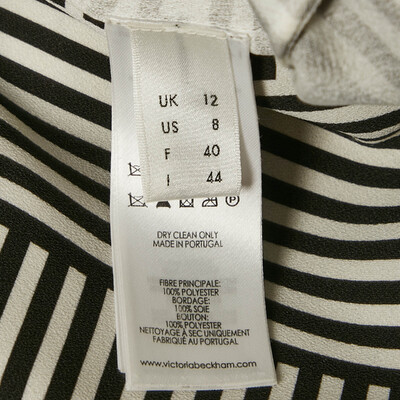 UK 12
US 8
F 40
I 44
DRY CLEAN ONLY
MADE IN PORTUGAL
FIBRE PRINCIPALE:
100% POLYESTER
BORDAGE:
100% SOIE
BOUTON:
100% POLYESTER
NETTOYAGE À SEC UNIQUEMENT
FABRIQUÉ AU PORTUGAL
www.victoriabeckham.com